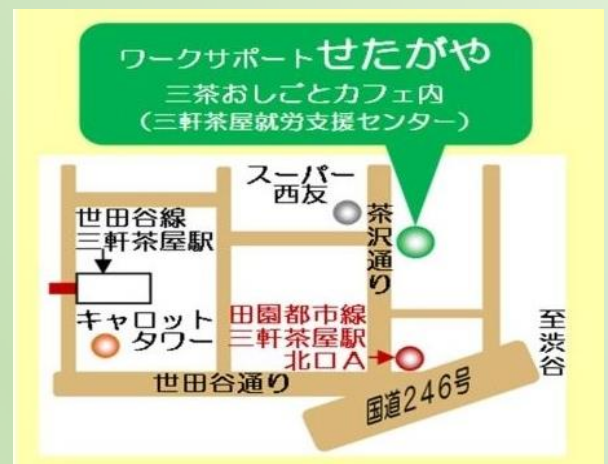 ワークサポートせたがや
三茶おしごとカフェ内
（三軒茶屋就労支援センター）
スーパー
西友
茶沢通り
世田谷線
三軒茶屋駅
キャロット
タワー
田園都市線
三軒茶屋駅
北口A
至渋谷
世田谷通り
国道246号